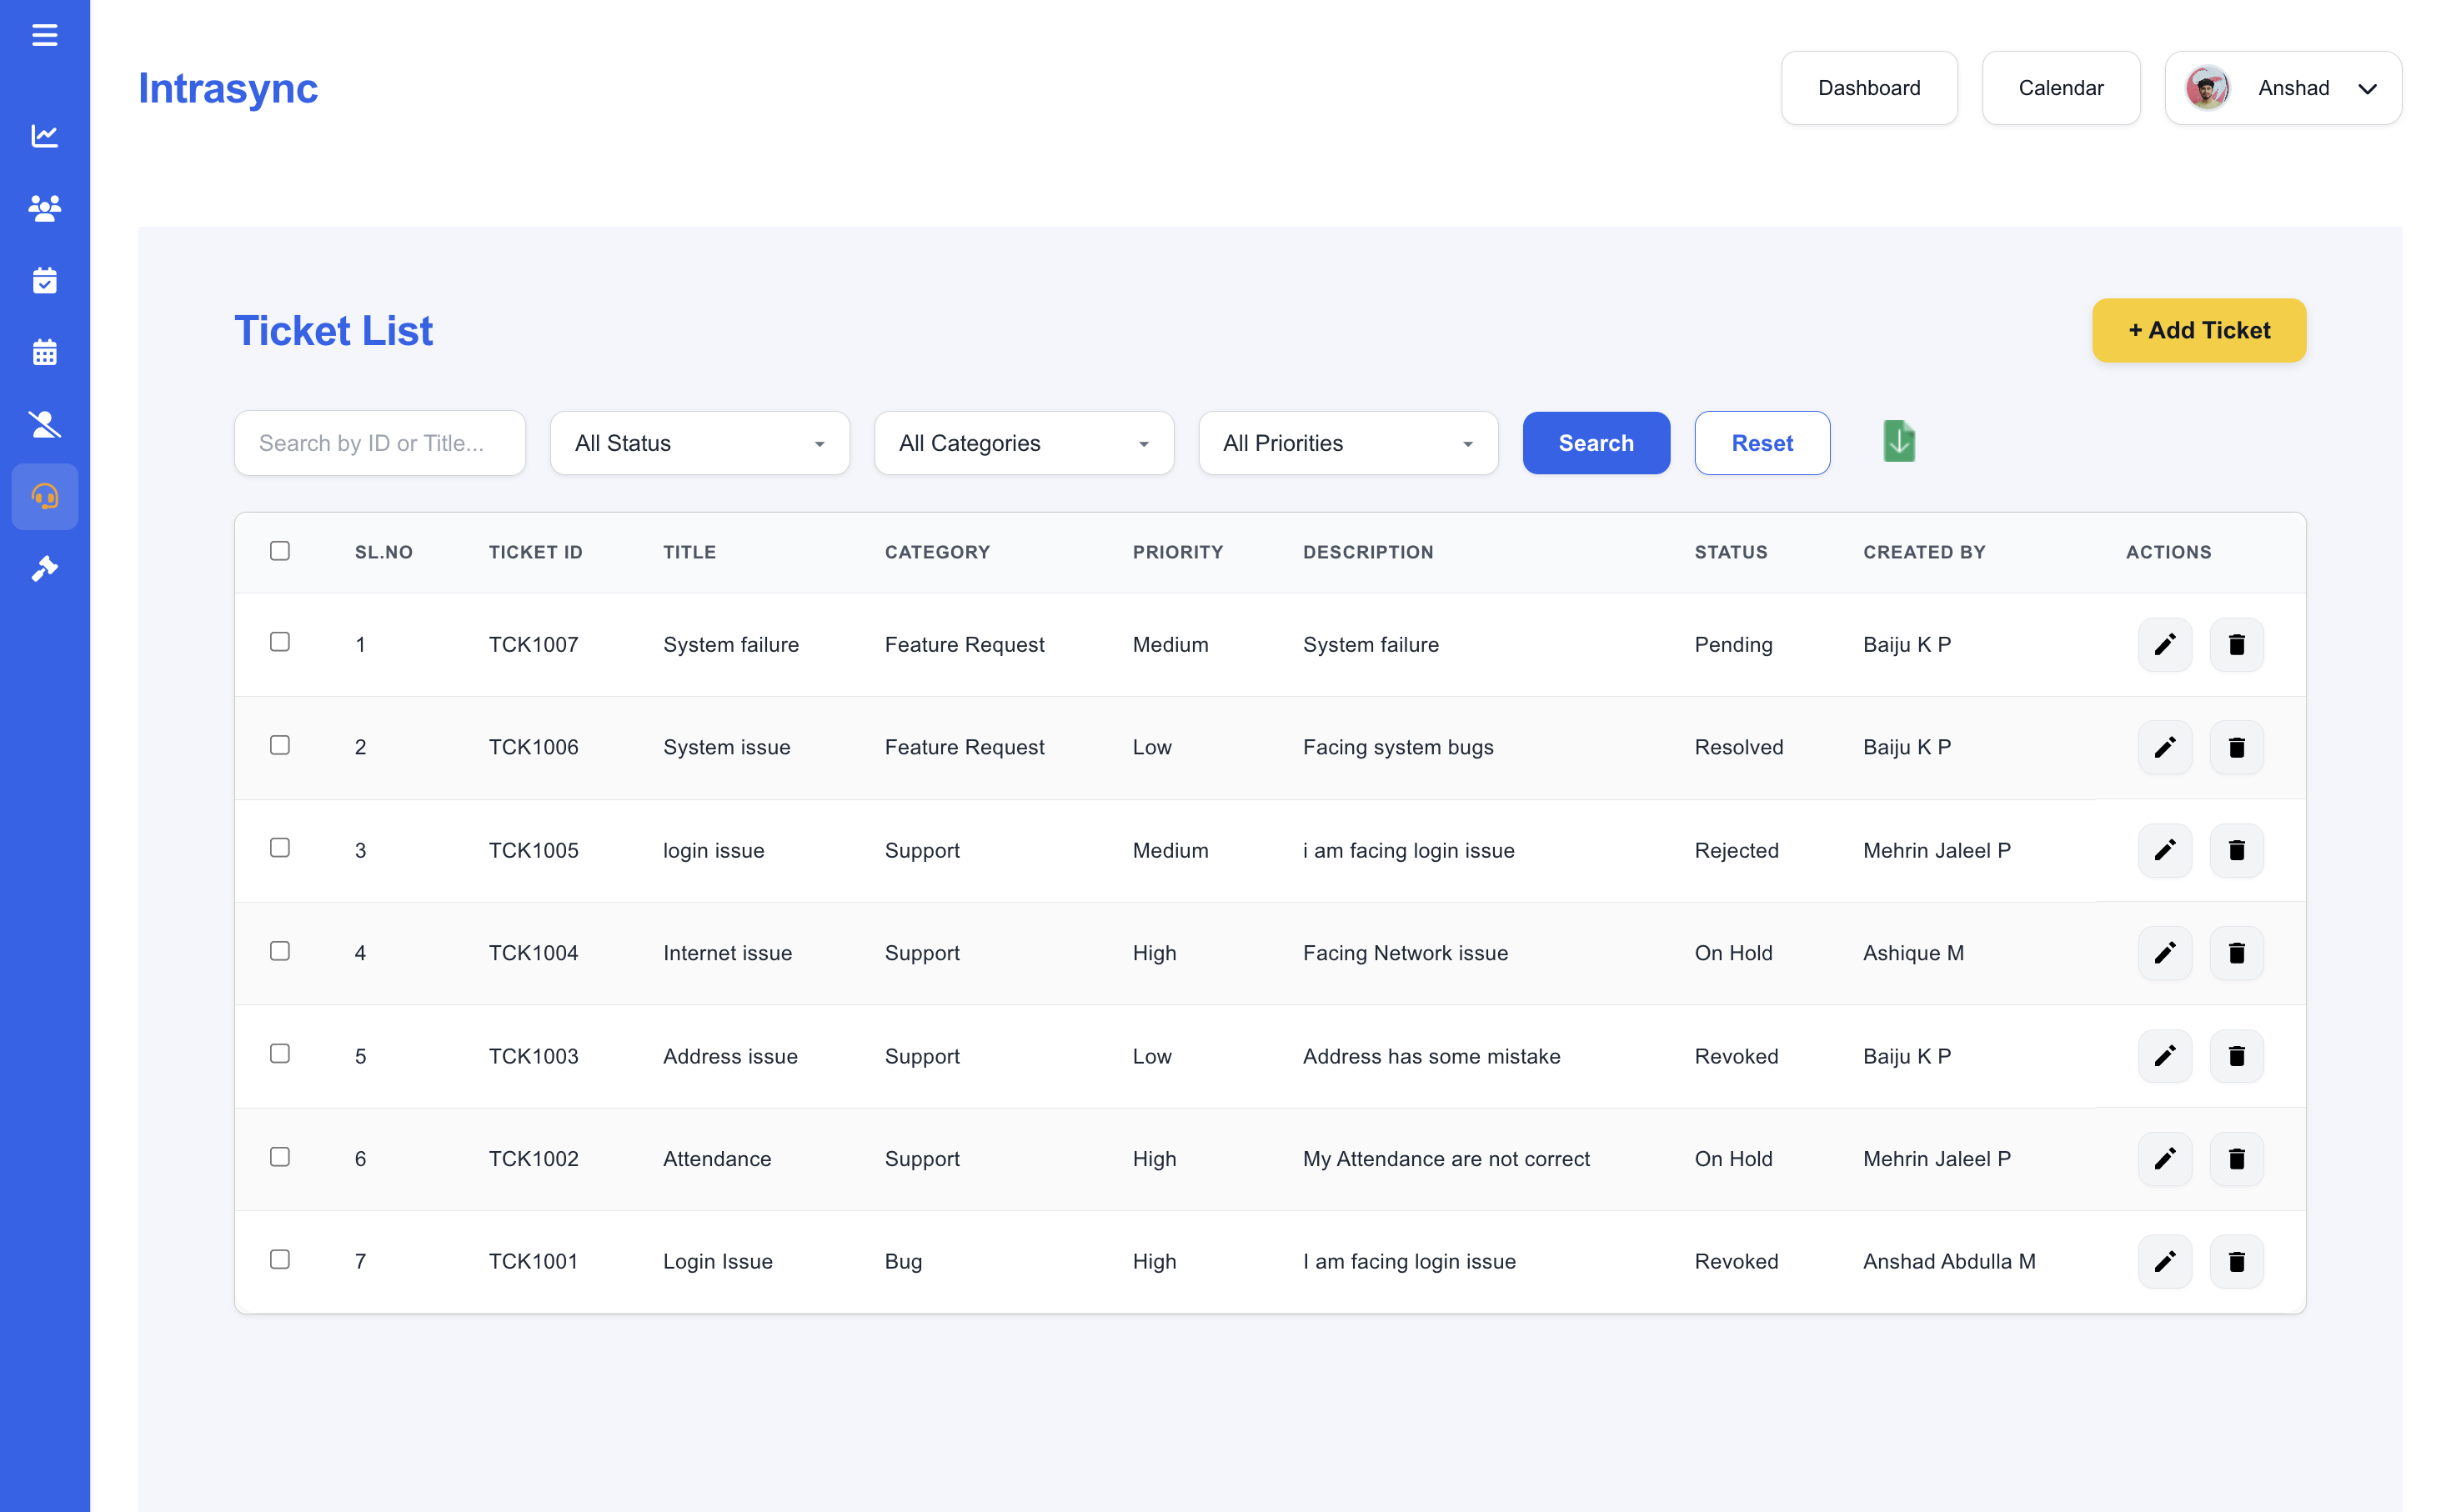 Intrasync
Dashboard Calendar Anshad
Ticket List
+ Add Ticket
Search by ID or Title... All Status All Categories All Priorities Search Reset
SL.NO TICKET ID TITLE CATEGORY PRIORITY DESCRIPTION STATUS CREATED BY ACTIONS
1 TCK1007 System failure Feature Request Medium System failure Pending Baiju K P
2 TCK1006 System issue Feature Request Low Facing system bugs Resolved Baiju K P
3 TCK1005 login issue Support Medium i am facing login issue Rejected Mehrin Jaleel P
4 TCK1004 Internet issue Support High Facing Network issue On Hold Ashique M
5 TCK1003 Address issue Support Low Address has some mistake Revoked Baiju K P
6 TCK1002 Attendance Support High My Attendance are not correct On Hold Mehrin Jaleel P
7 TCK1001 Login Issue Bug High I am facing login issue Revoked Anshad Abdulla M